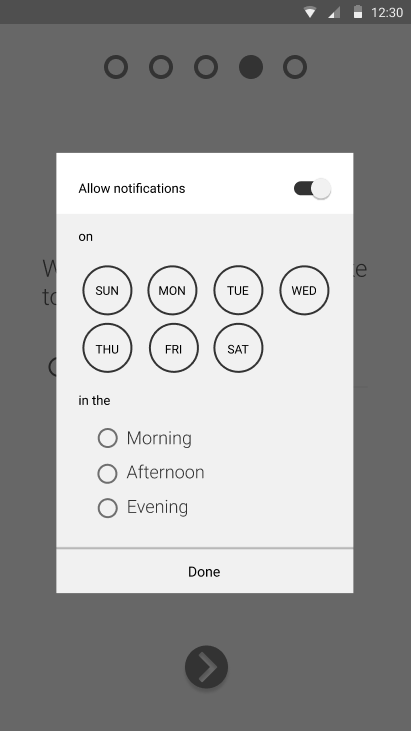 12:30
Allow notifications
on
SUN MON TUE WED
THU FRI SAT
in the
Morning
Afternoon
Evening
Done